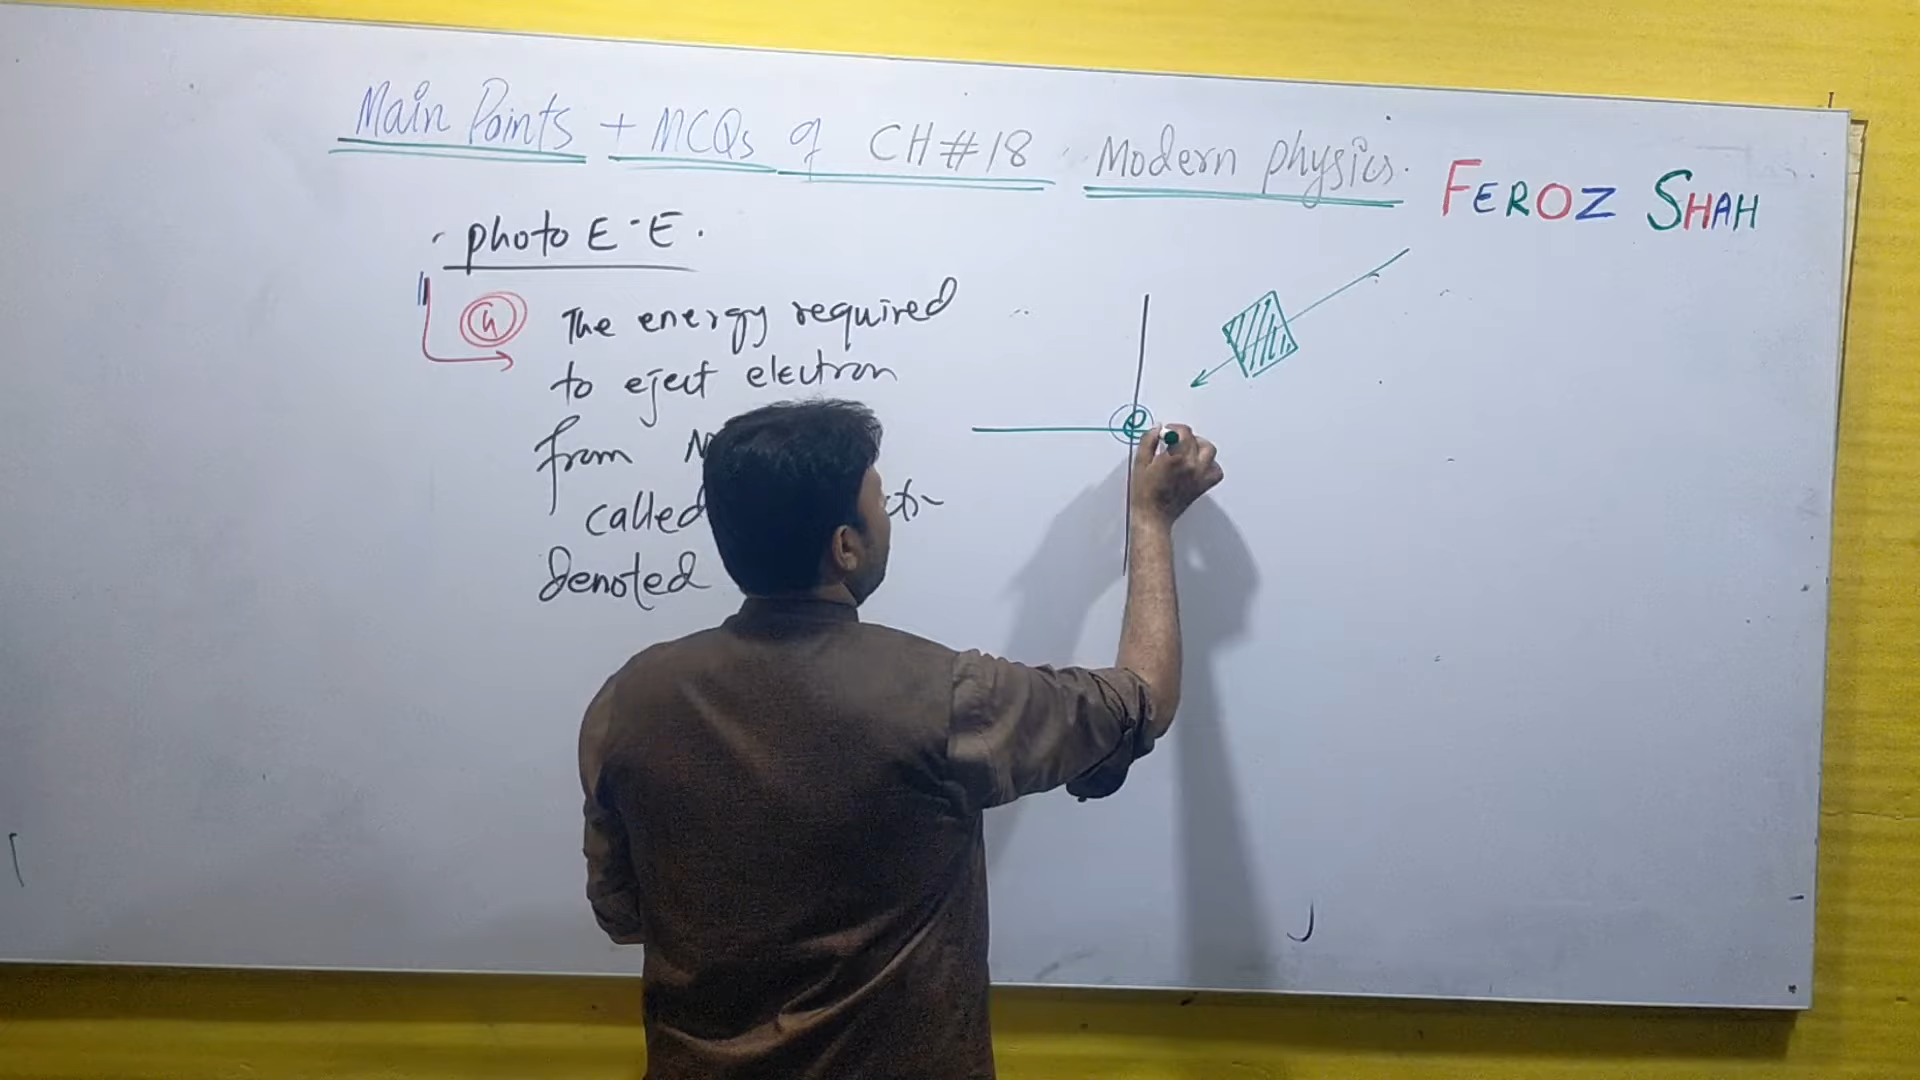 Main Points + MCQs of CH#18 Modern physics.
FEROZ SHAH
photo E-E.
The energy required
to eject electron
from
called
denoted
e